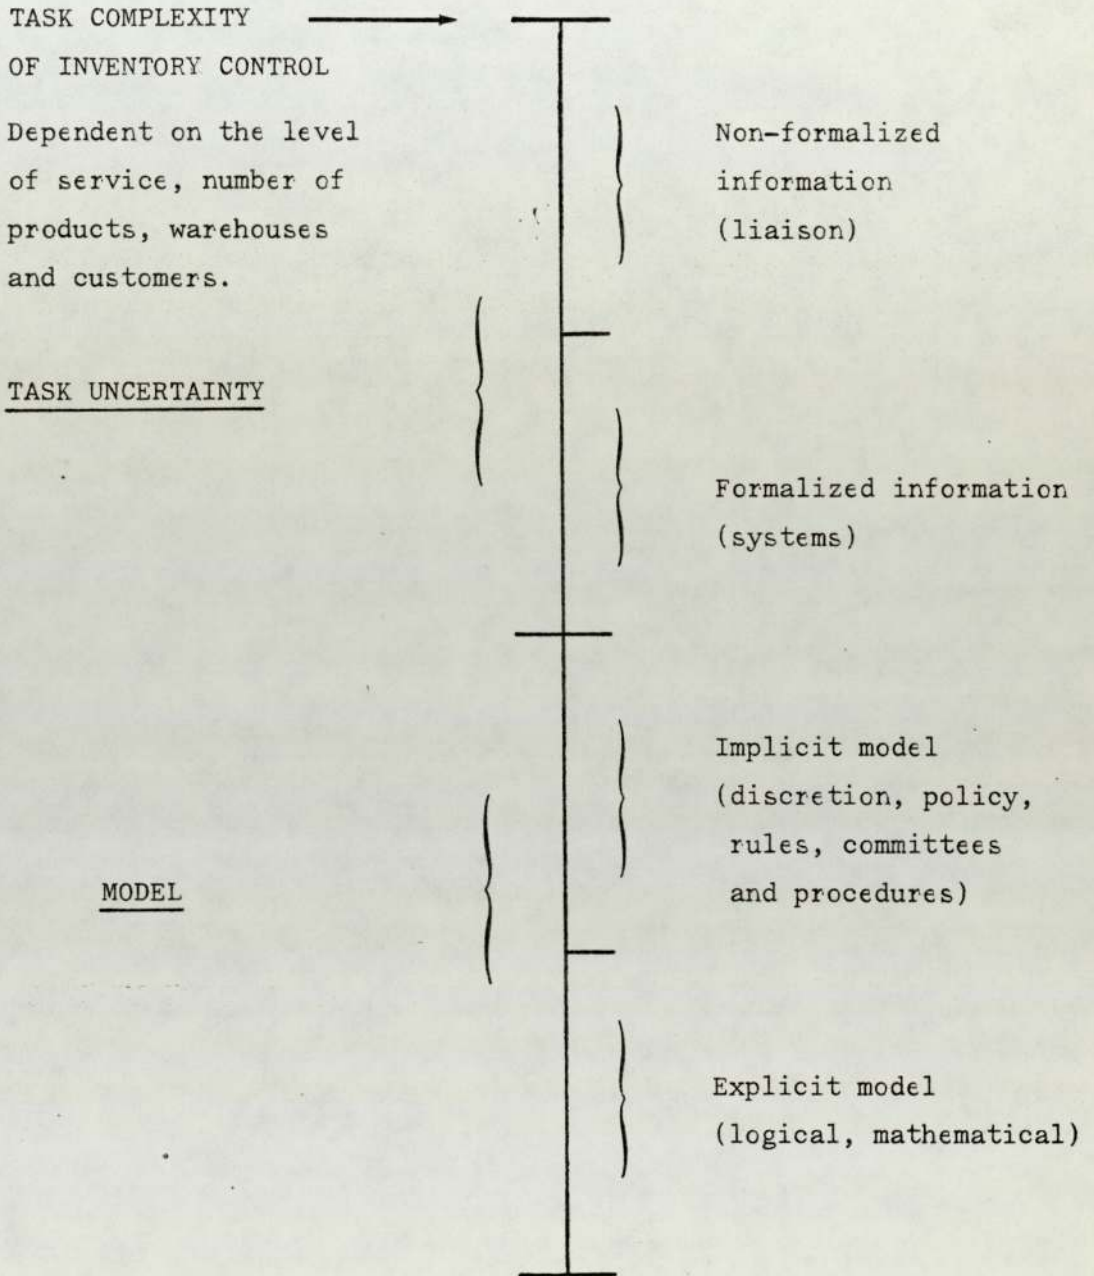 TASK COMPLEXITY
OF INVENTORY CONTROL
Dependent on the level
of service, number of
products, warehouses
and customers.
Non-formalized
information
(liaison)
TASK UNCERTAINTY
Formalized information
(systems)
Implicit model
(discretion, policy,
rules, committees
and procedures)
MODEL
Explicit model
(logical, mathematical)